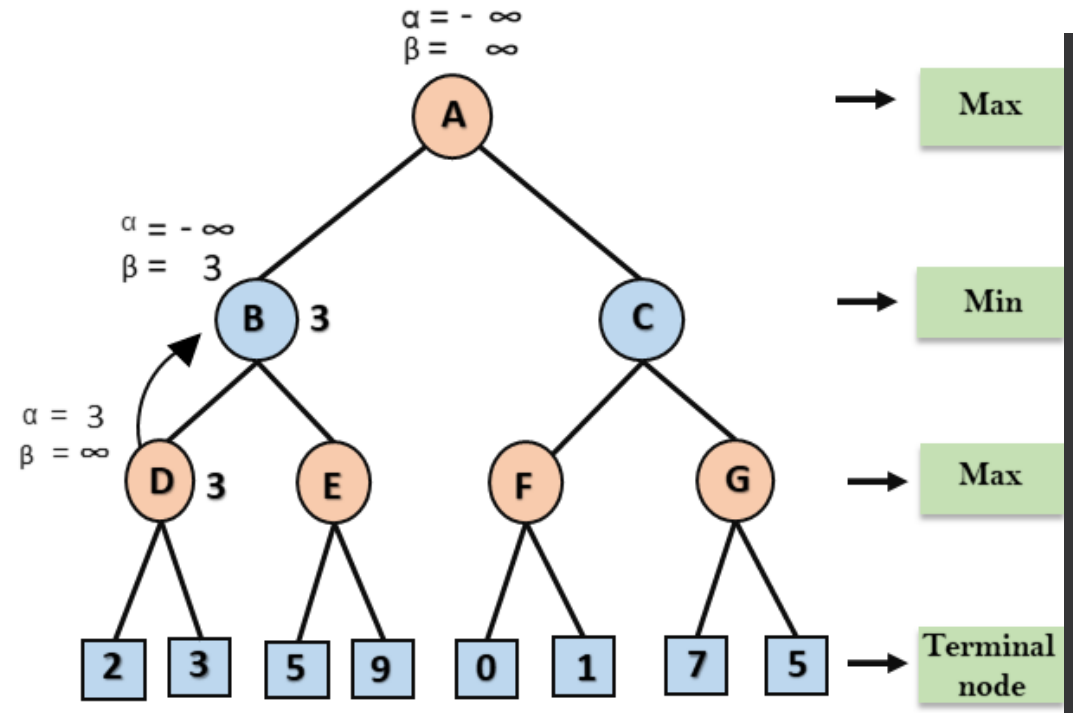 α = - ∞
β = ∞
A
Max
α = - ∞
β = 3
B 3
C
Min
α = 3
β = ∞
D 3
E
F
G
Max
2
3
5
9
0
1
7
5
Terminal
node